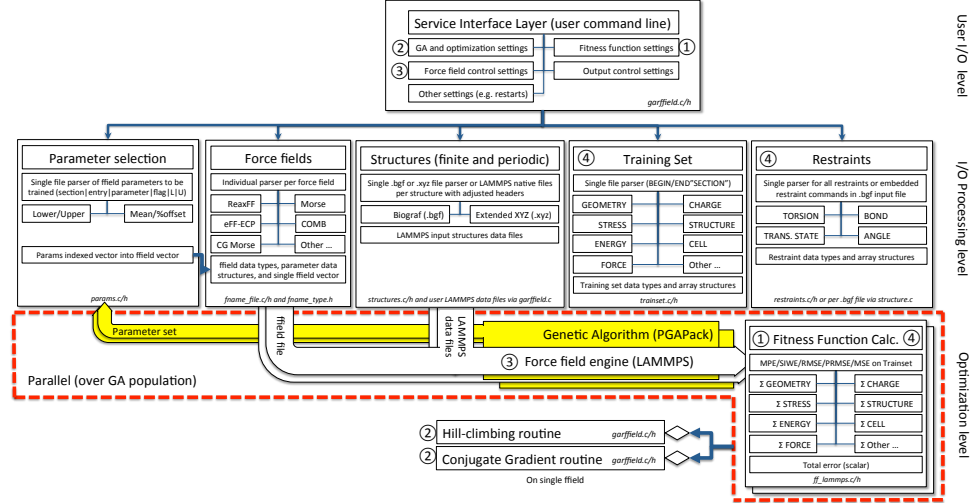 Service Interface Layer (user command line)
② GA and optimization settings
Fitness function settings ①
③ Force field control settings
Output control settings
Other settings (e.g. restarts)
garffield.c/h
User I/O level
Parameter selection
Single file parser of ffield parameters to be
trained (section|entry|parameter|flag|L|U)
Lower/Upper
Mean/%offset
Params indexed vector into ffield vector
params.c/h
Force fields
Individual parser per force field
ReaxFF
Morse
eFF-ECP
COMB
CG Morse
Other ...
ffield data types, parameter data
structures, and single ffield vector
fname_file.c/h and fname_type.h
Structures (finite and periodic)
Single .bgf or .xyz file parser or LAMMPS native files
per structure with adjusted headers
Biograf (.bgf)
Extended XYZ (.xyz)
LAMMPS input structures data files
structures.c/h and user LAMMPS data files via garffield.c
④
Training Set
Single file parser (BEGIN/END"SECTION")
GEOMETRY
CHARGE
STRESS
STRUCTURE
ENERGY
CELL
FORCE
Other ...
Training set data types and array structures
trainset.c/h
④
Restraints
Single parser for all restraints or embedded
restraint commands in .bgf input file
TORSION
BOND
TRANS. STATE
ANGLE
Restraint data types and array structures
restraints.c/h or per .bgf file via structure.c
I/O Processing level
Parameter set
Genetic Algorithm (PGAPack)
ffield file
LAMMPS
data files
③ Force field engine (LAMMPS)
Parallel (over GA population)
① Fitness Function Calc. ④
MPE/SIWE/RMSE/PRMSE/MSE on Trainset
Σ GEOMETRY
Σ CHARGE
Σ STRESS
Σ STRUCTURE
Σ ENERGY
Σ CELL
Σ FORCE
Σ Other ...
Total error (scalar)
ff_lammps.c/h
② Hill-climbing routine garffield.c/h
② Conjugate Gradient routine garffield.c/h
On single ffield
Optimization level